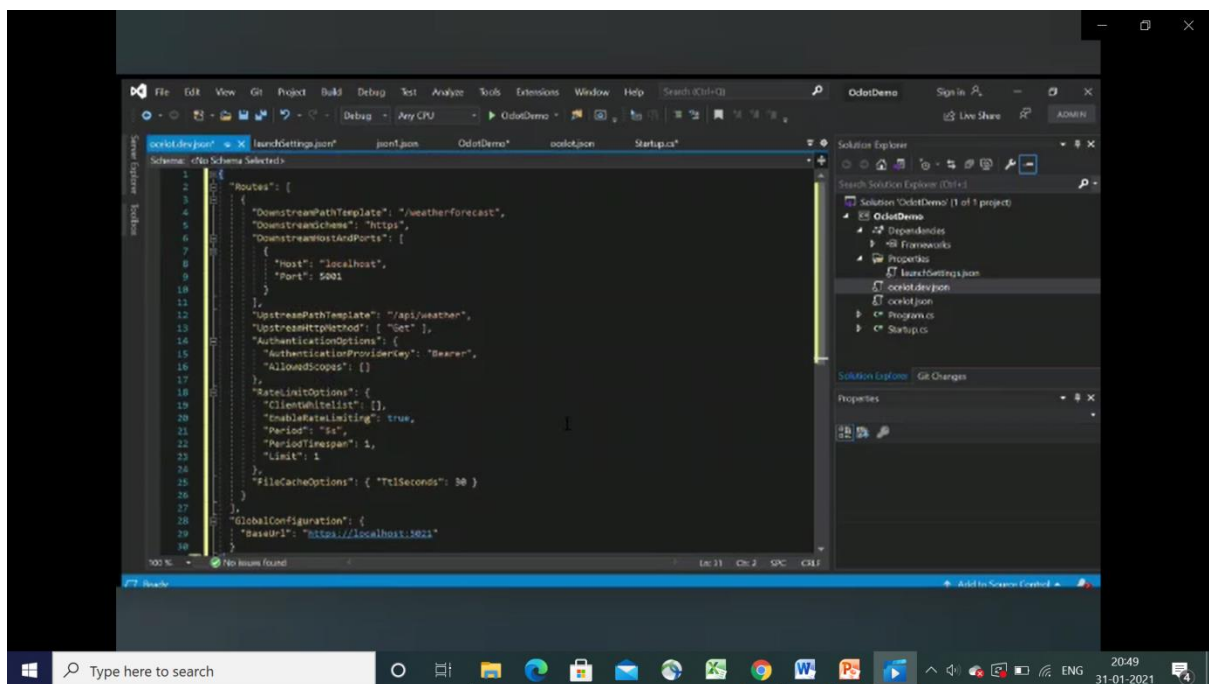 File Edit View Git Project Build Debug Test Analyze Tools Extensions Window Help Search (Ctrl+Q) OdotDemo Sign in
Debug Any CPU OdotDemo Live Share ADMIN
Server Explorer
Toolbox
ocelot.dev.json* launchSettings.json* json1.json OdotDemo* ocelot.json Startup.cs*
Schema: <No Schema Selected>
1 {
2 "Routes": [
3 {
4 "DownstreamPathTemplate": "/weatherforecast",
5 "DownstreamScheme": "https",
6 "DownstreamHostAndPorts": [
7 {
8 "Host": "localhost",
9 "Port": 5001
10 }
11 ],
12 "UpstreamPathTemplate": "/api/weather",
13 "UpstreamHttpMethod": [ "Get" ],
14 "AuthenticationOptions": {
15 "AuthenticationProviderKey": "Bearer",
16 "AllowedScopes": []
17 },
18 "RateLimitOptions": {
19 "ClientWhitelist": [],
20 "EnableRateLimiting": true,
21 "Period": "5s",
22 "PeriodTimespan": 1,
23 "Limit": 1
24 },
25 "FileCacheOptions": { "TtlSeconds": 30 }
26 }
27 ],
28 "GlobalConfiguration": {
29 "BaseUrl": "https://localhost:5021"
30 }
100 % No issues found Ln: 31 Ch: 2 SPC CRLF
Solution Explorer
Search Solution Explorer (Ctrl+;)
Solution 'OdotDemo' (1 of 1 project)
OdotDemo
Dependencies
Frameworks
Properties
launchSettings.json
ocelot.dev.json
ocelot.json
C# Program.cs
C# Startup.cs
Solution Explorer Git Changes
Properties
Ready Add to Source Control
Type here to search ENG 20:49
31-01-2021
4